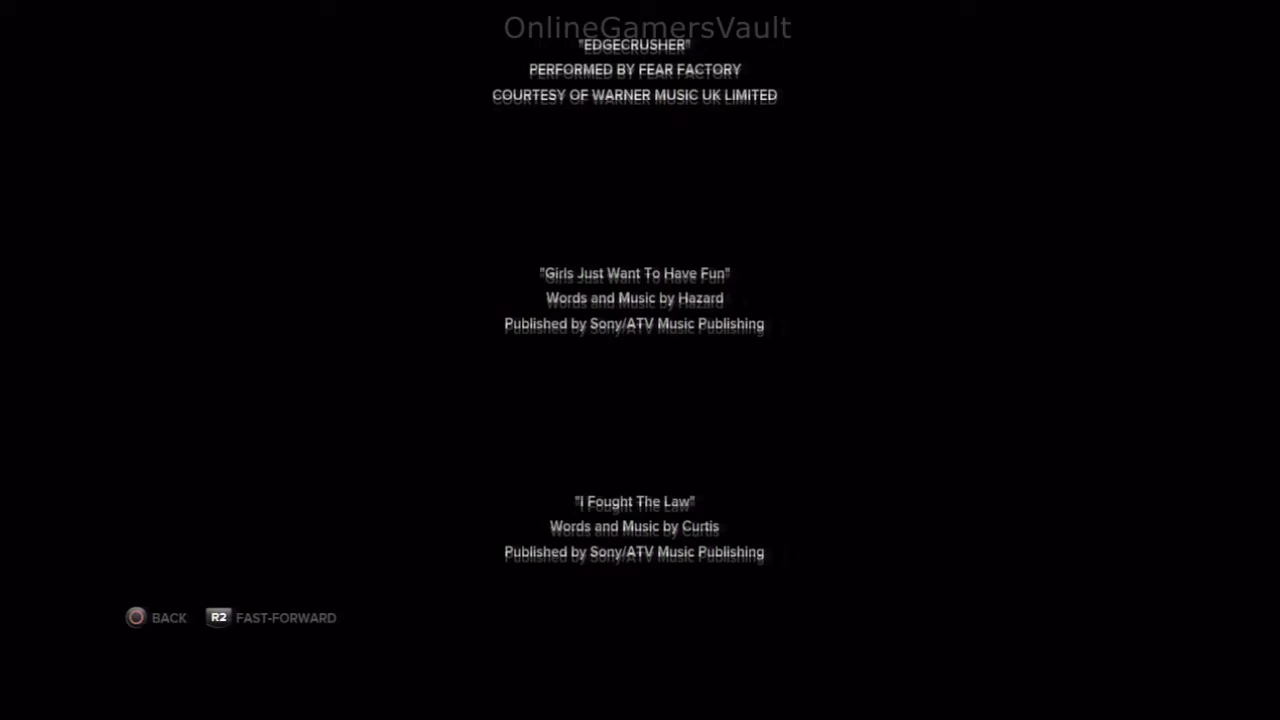 OnlineGamersVault
"EDGECRUSHER"
PERFORMED BY FEAR FACTORY
COURTESY OF WARNER MUSIC UK LIMITED
"Girls Just Want To Have Fun"
Words and Music by Hazard
Published by Sony/ATV Music Publishing
"I Fought The Law"
Words and Music by Curtis
Published by Sony/ATV Music Publishing
BACK R2 FAST-FORWARD